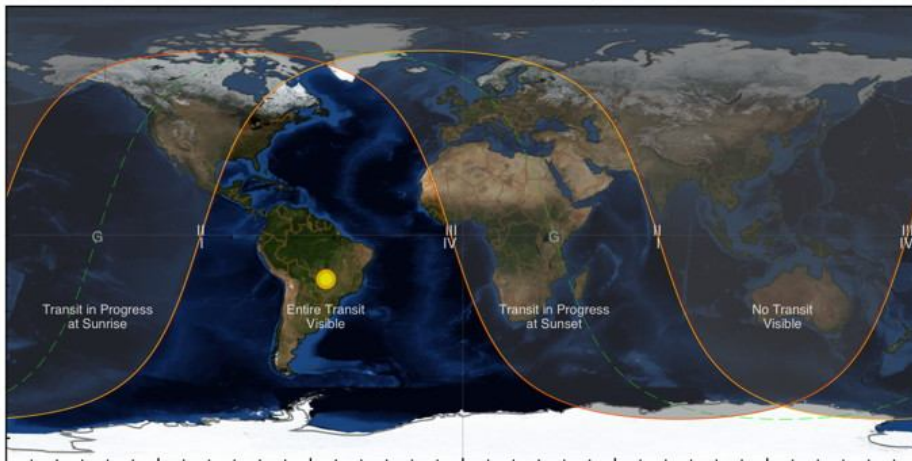 G
II
I
III
IV
G
II
I
III
IV
Transit in Progress
at Sunrise
Entire Transit
Visible
Transit in Progress
at Sunset
No Transit
Visible